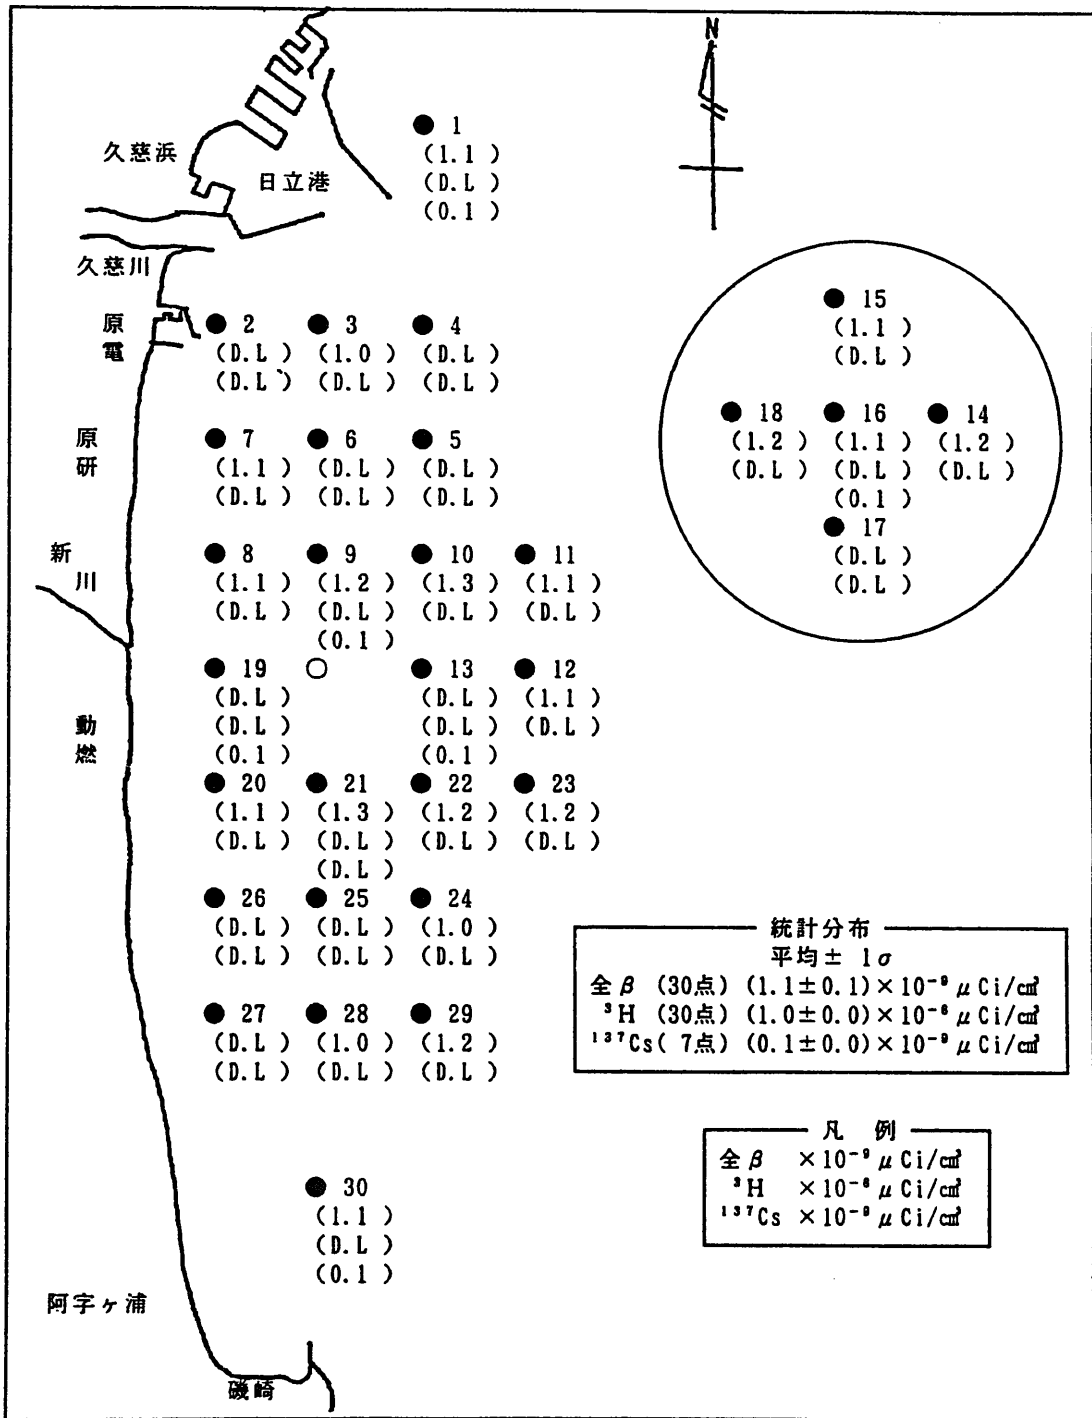 N
● 1
(1.1 )
(D.L )
(0.1 )
久慈浜
日立港
久慈川
原電
● 2 ● 3 ● 4
(D.L ) (1.0 ) (D.L )
(D.L ) (D.L ) (D.L )
原研
● 7 ● 6 ● 5
(1.1 ) (D.L ) (D.L )
(D.L ) (D.L ) (D.L )
● 15
(1.1 )
(D.L )
● 18 ● 16 ● 14
(1.2 ) (1.1 ) (1.2 )
(D.L ) (D.L ) (D.L )
(0.1 )
● 17
(D.L )
(D.L )
新川
● 8 ● 9 ● 10 ● 11
(1.1 ) (1.2 ) (1.3 ) (1.1 )
(D.L ) (D.L ) (D.L ) (D.L )
(0.1 )
● 19 ○ ● 13 ● 12
(D.L ) (D.L ) (1.1 )
(D.L ) (D.L ) (D.L )
(0.1 ) (0.1 )
動燃
● 20 ● 21 ● 22 ● 23
(1.1 ) (1.3 ) (1.2 ) (1.2 )
(D.L ) (D.L ) (D.L ) (D.L )
(D.L )
● 26 ● 25 ● 24
(D.L ) (D.L ) (1.0 )
(D.L ) (D.L ) (D.L )
● 27 ● 28 ● 29
(D.L ) (1.0 ) (1.2 )
(D.L ) (D.L ) (D.L )
統計分布
平均± 1σ
全β (30点) (1.1±0.1)×10⁻⁹ μCi/㎤
³H (30点) (1.0±0.0)×10⁻⁶ μCi/㎤
¹³⁷Cs( 7点) (0.1±0.0)×10⁻⁹ μCi/㎤
凡 例
全β ×10⁻⁹ μCi/㎤
³H ×10⁻⁶ μCi/㎤
¹³⁷Cs ×10⁻⁹ μCi/㎤
● 30
(1.1 )
(D.L )
(0.1 )
阿字ヶ浦
磯崎